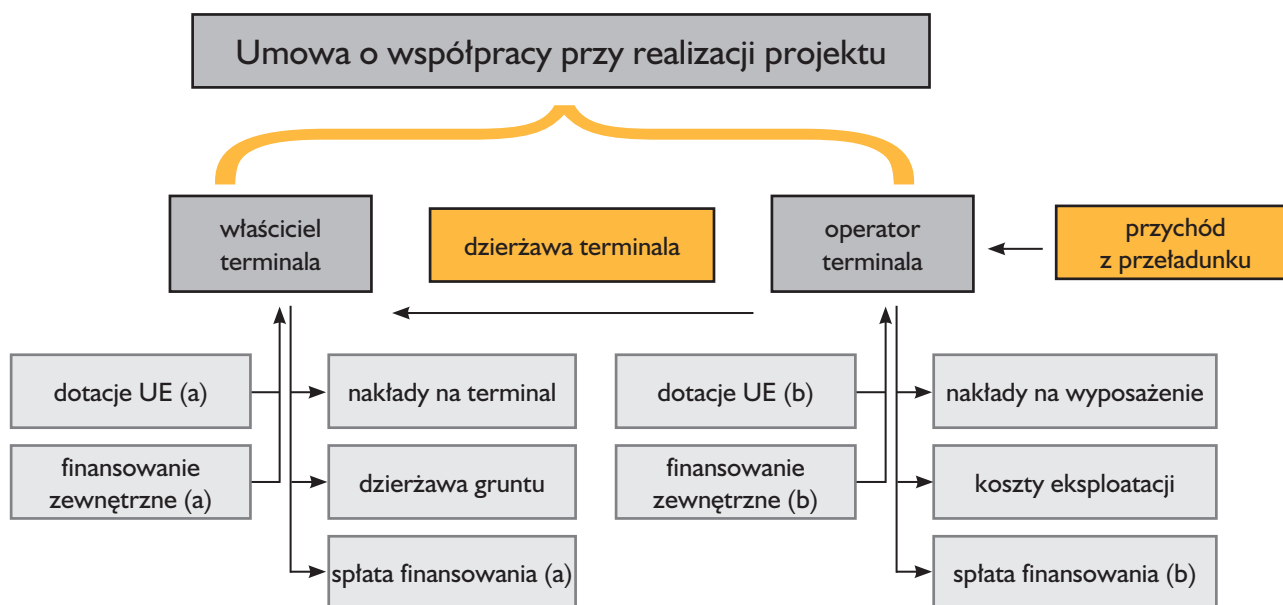 Umowa o współpracy przy realizacji projektu
właściciel
terminala
dzierżawa terminala
operator
terminala
przychód
z przeładunku
dotacje UE (a)
nakłady na terminal
dotacje UE (b)
nakłady na wyposażenie
finansowanie
zewnętrzne (a)
dzierżawa gruntu
finansowanie
zewnętrzne (b)
koszty eksploatacji
spłata finansowania (a)
spłata finansowania (b)